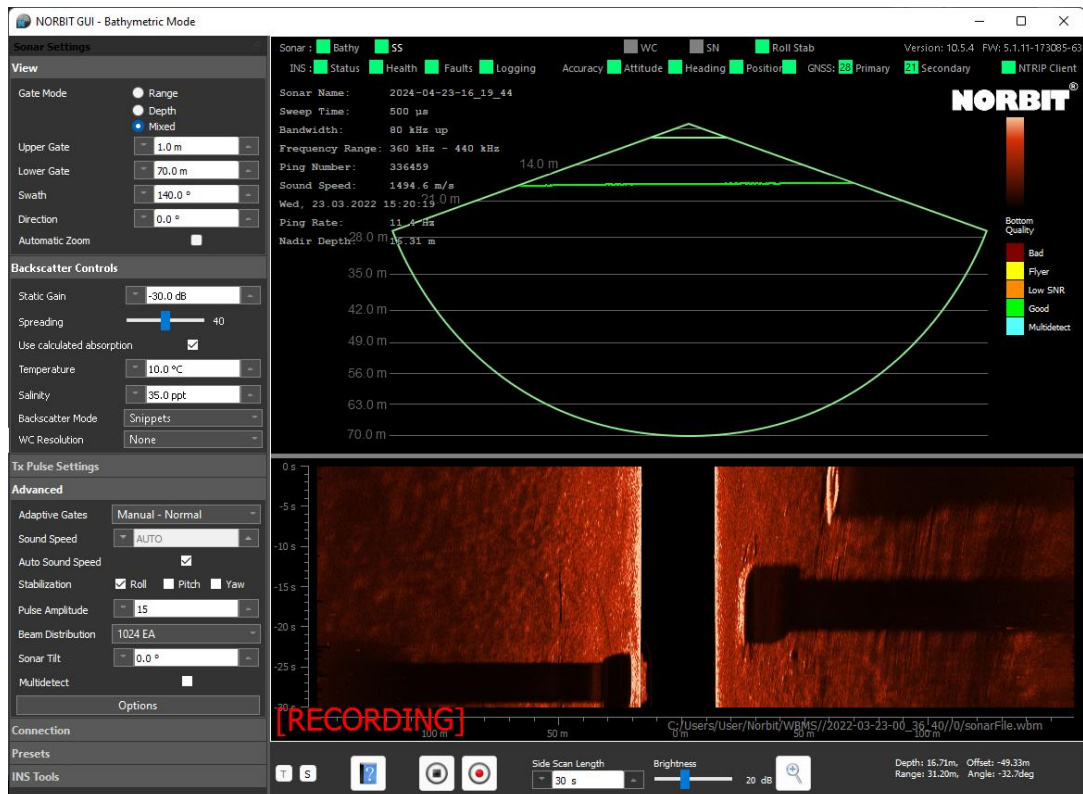 NORBIT GUI - Bathymetric Mode
Sonar Settings
View
Gate Mode
Range
Depth
Mixed
Upper Gate 1.0 m
Lower Gate 70.0 m
Swath 140.0 °
Direction 0.0 °
Automatic Zoom
Backscatter Controls
Static Gain -30.0 dB
Spreading 40
Use calculated absorption
Temperature 10.0 °C
Salinity 35.0 ppt
Backscatter Mode Snippets
WC Resolution None
Tx Pulse Settings
Advanced
Adaptive Gates Manual - Normal
Sound Speed AUTO
Auto Sound Speed
Stabilization Roll Pitch Yaw
Pulse Amplitude 15
Beam Distribution 1024 EA
Sonar Tilt 0.0 °
Multidetect
Options
Connection
Presets
INS Tools
Sonar : Bathy SS WC SN Roll Stab Version: 10.5.4 FW: 5.1.11-173085-63
INS : Status Health Faults Logging Accuracy Attitude Heading Position GNSS: 28 Primary 21 Secondary NTRIP Client
Sonar Name: 2024-04-23-16_19_44
Sweep Time: 500 µs
Bandwidth: 80 kHz up
Frequency Range: 360 kHz - 440 kHz
Ping Number: 336459
Sound Speed: 1494.6 m/s
Wed, 23.03.2022 15:20:19
Ping Rate: 11.4 Hz
Nadir Depth: 16.31 m
14.0 m
21.0 m
28.0 m
35.0 m
42.0 m
49.0 m
56.0 m
63.0 m
70.0 m
NORBIT®
Bottom
Quality
Bad
Flyer
Low SNR
Good
Multidetect
0 s
-5 s
-10 s
-15 s
-20 s
-25 s
-30 s
[RECORDING]
C:/Users/User/Norbit/WBMS//2022-03-23-00_36_40//0/sonarFile.wbm
100 m 50 m 0 m 50 m 100 m
T S
Side Scan Length
30 s
Brightness
20 dB
Depth: 16.71m, Offset: -49.33m
Range: 31.20m, Angle: -32.7deg